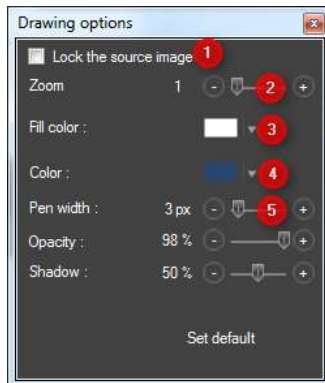 Drawing options
Lock the source image 1
Zoom 1 - 2 +
Fill color : 3
Color : 4
Pen width : 3 px - 5 +
Opacity : 98 % - +
Shadow : 50 % - +
Set default